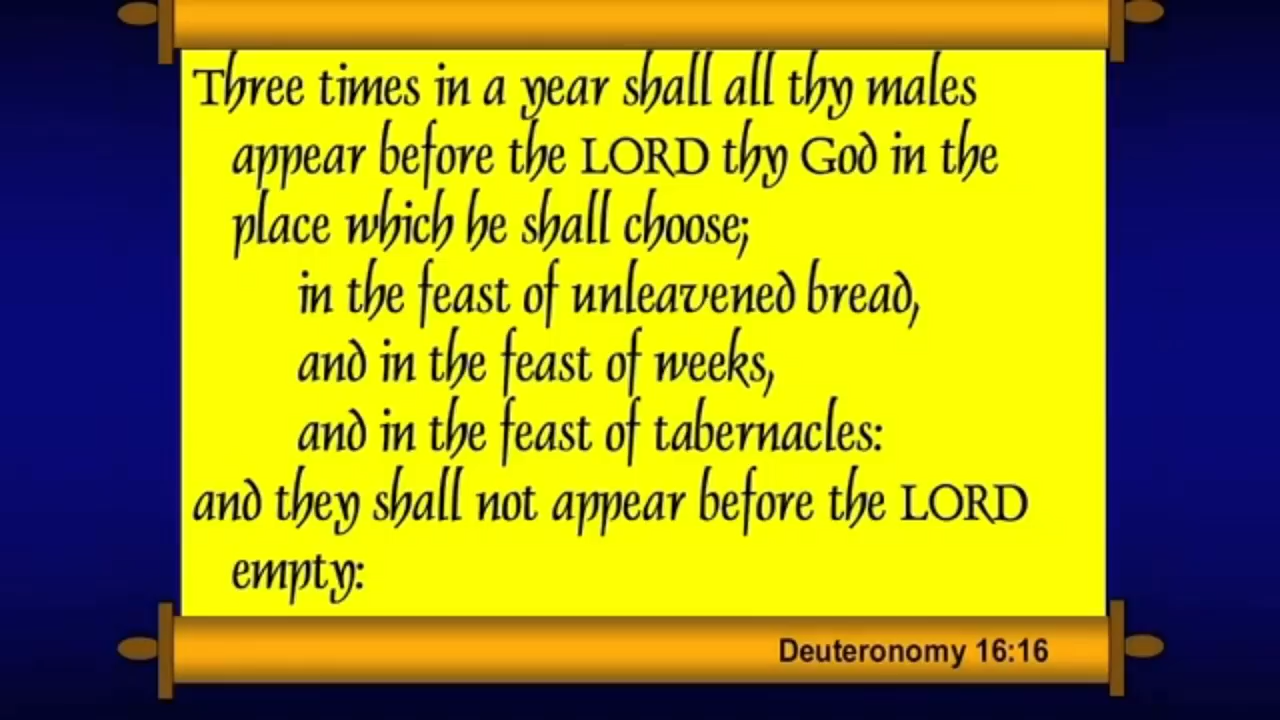 Three times in a year shall all thy males
appear before the LORD thy God in the
place which he shall choose;
in the feast of unleavened bread,
and in the feast of weeks,
and in the feast of tabernacles:
and they shall not appear before the LORD
empty:
Deuteronomy 16:16